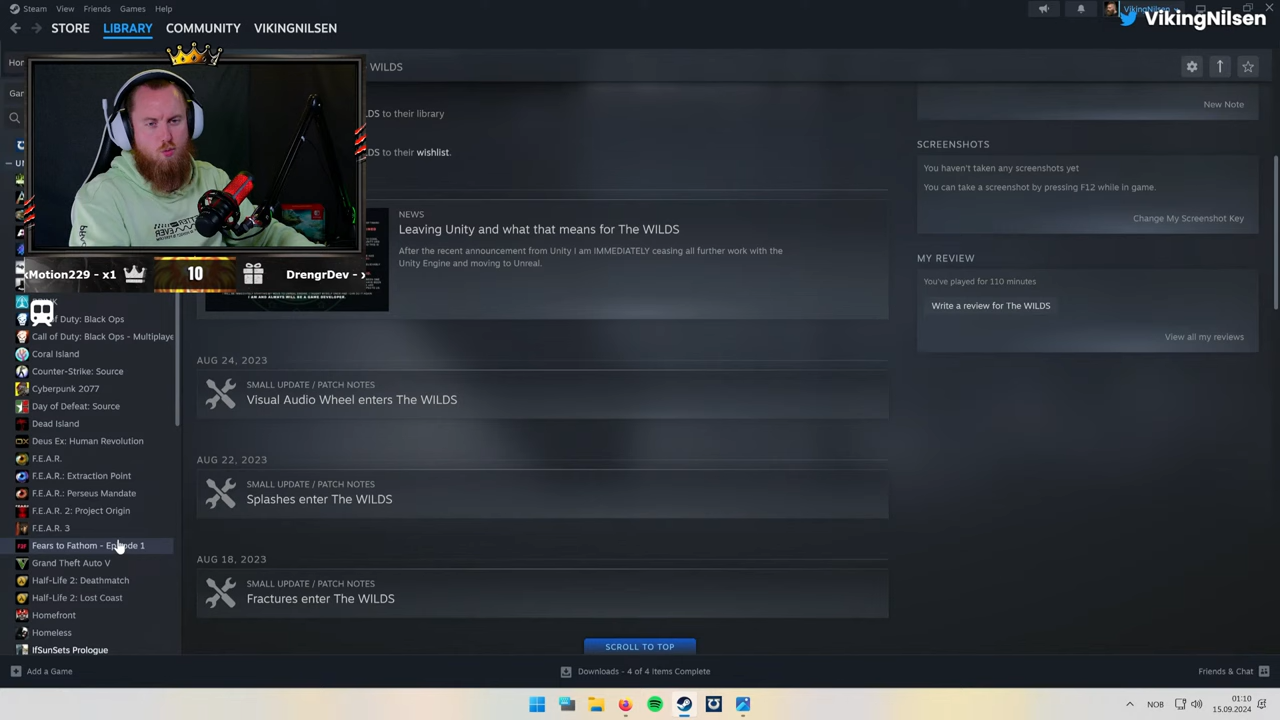 Steam View Friends Games Help
VikingNilsen
VikingNilsen
STORE LIBRARY COMMUNITY VIKINGNILSEN
WILDS
to their library
to their wishlist.
NEWS
Leaving Unity and what that means for The WILDS
After the recent announcement from Unity I am IMMEDIATELY ceasing all further work with the
Unity Engine and moving to Unreal.
I AM AND ALWAYS WILL BE A GAME DEVELOPER.
Motion229 - x1
10
DrengrDev -
AUG 24, 2023
SMALL UPDATE / PATCH NOTES
Visual Audio Wheel enters The WILDS
AUG 22, 2023
SMALL UPDATE / PATCH NOTES
Splashes enter The WILDS
AUG 18, 2023
SMALL UPDATE / PATCH NOTES
Fractures enter The WILDS
SCROLL TO TOP
New Note
SCREENSHOTS
You haven't taken any screenshots yet
You can take a screenshot by pressing F12 while in game.
Change My Screenshot Key
MY REVIEW
You've played for 110 minutes
Write a review for The WILDS
View all my reviews
of Duty: Black Ops
Call of Duty: Black Ops - Multiplaye
Coral Island
Counter-Strike: Source
Cyberpunk 2077
Day of Defeat: Source
Dead Island
Deus Ex: Human Revolution
F.E.A.R.
F.E.A.R.: Extraction Point
F.E.A.R.: Perseus Mandate
F.E.A.R. 2: Project Origin
F.E.A.R. 3
Fears to Fathom - Episode 1
Grand Theft Auto V
Half-Life 2: Deathmatch
Half-Life 2: Lost Coast
Homefront
Homeless
IfSunSets Prologue
Add a Game
Downloads - 4 of 4 Items Complete
Friends & Chat
NOB
01:10
15.09.2024